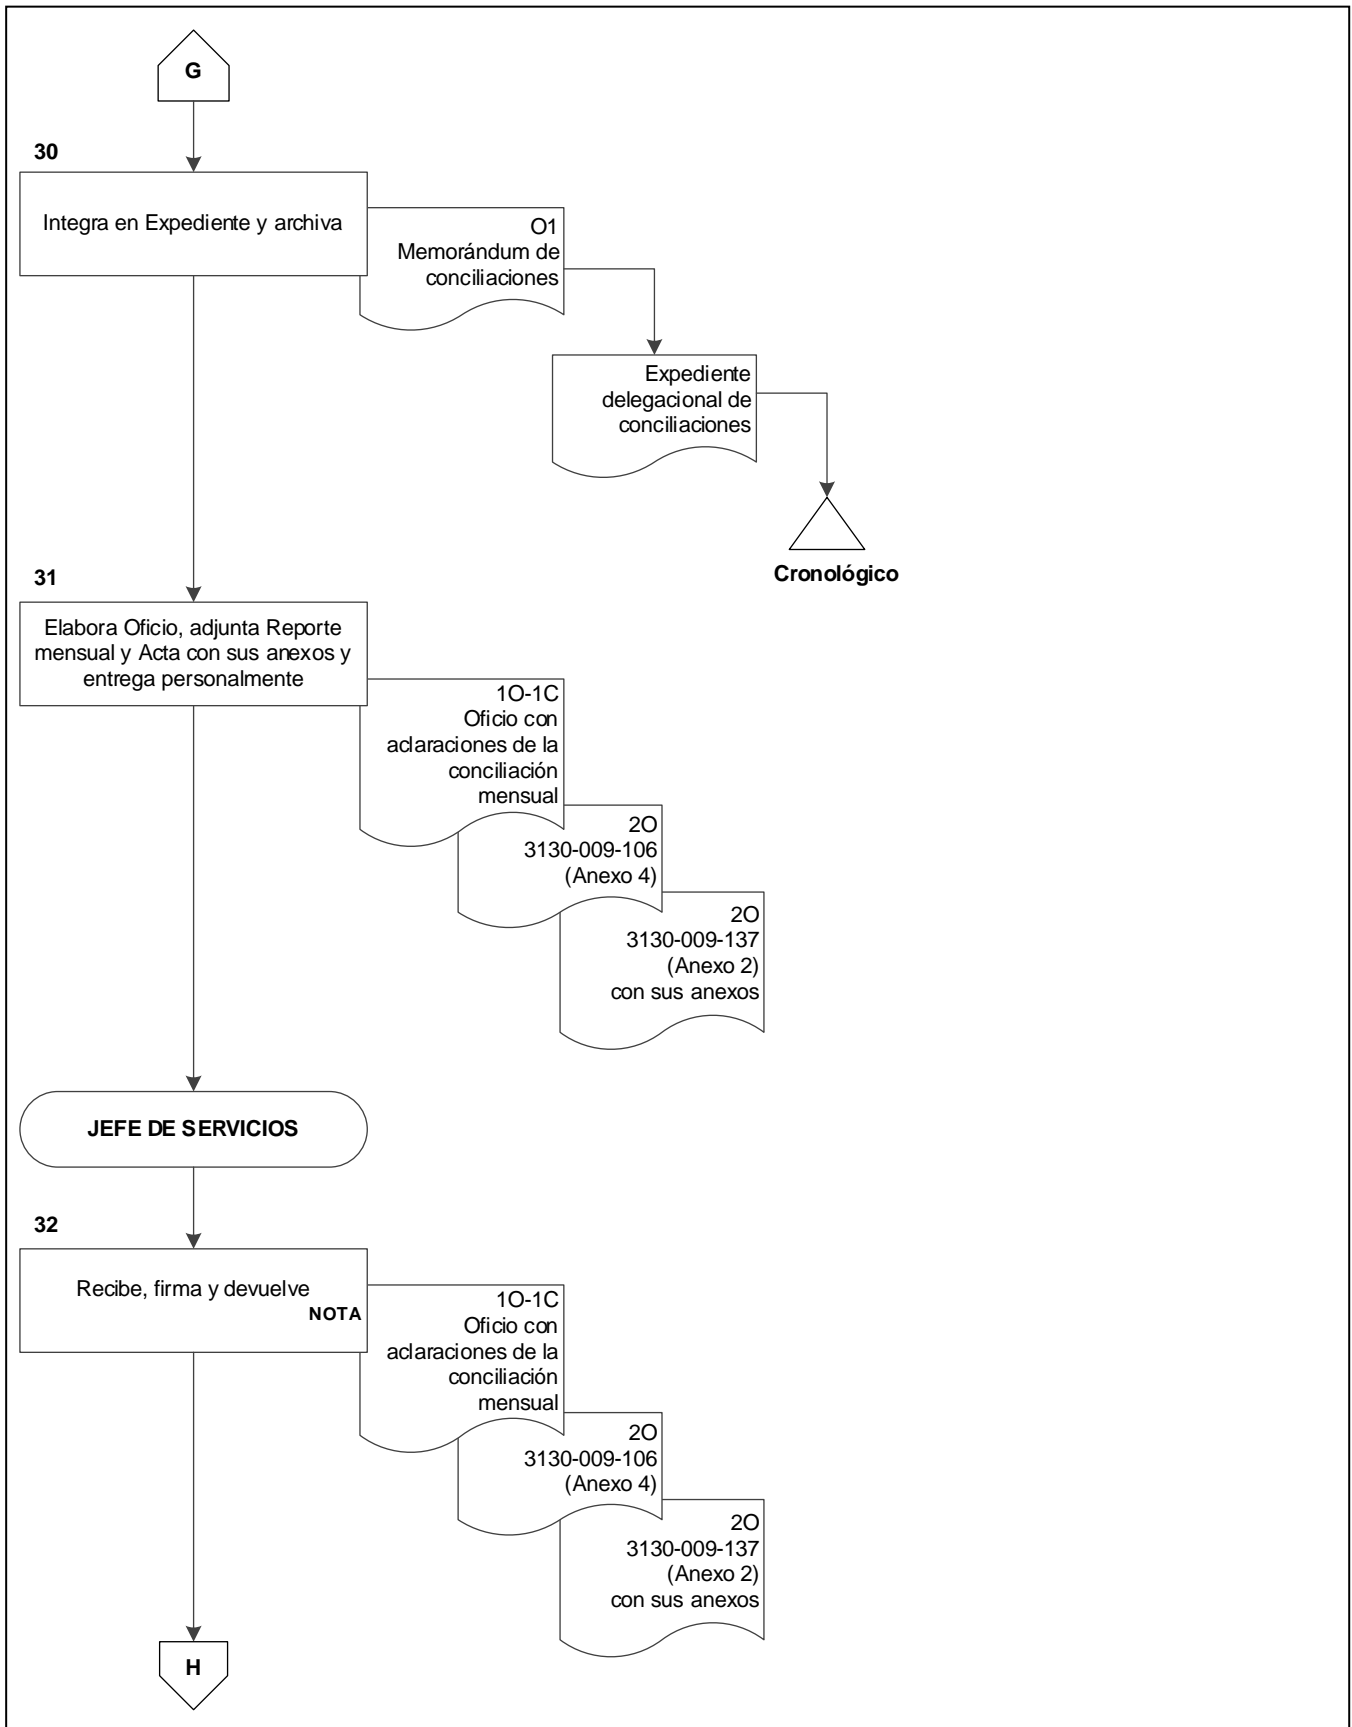 G
30
Integra en Expediente y archiva
O1
Memorándum de
conciliaciones
Expediente
delegacional de
conciliaciones
Cronológico
31
Elabora Oficio, adjunta Reporte
mensual y Acta con sus anexos y
entrega personalmente
1O-1C
Oficio con
aclaraciones de la
conciliación
mensual
2O
3130-009-106
(Anexo 4)
2O
3130-009-137
(Anexo 2)
con sus anexos
JEFE DE SERVICIOS
32
Recibe, firma y devuelve
NOTA
1O-1C
Oficio con
aclaraciones de la
conciliación
mensual
2O
3130-009-106
(Anexo 4)
2O
3130-009-137
(Anexo 2)
con sus anexos
H